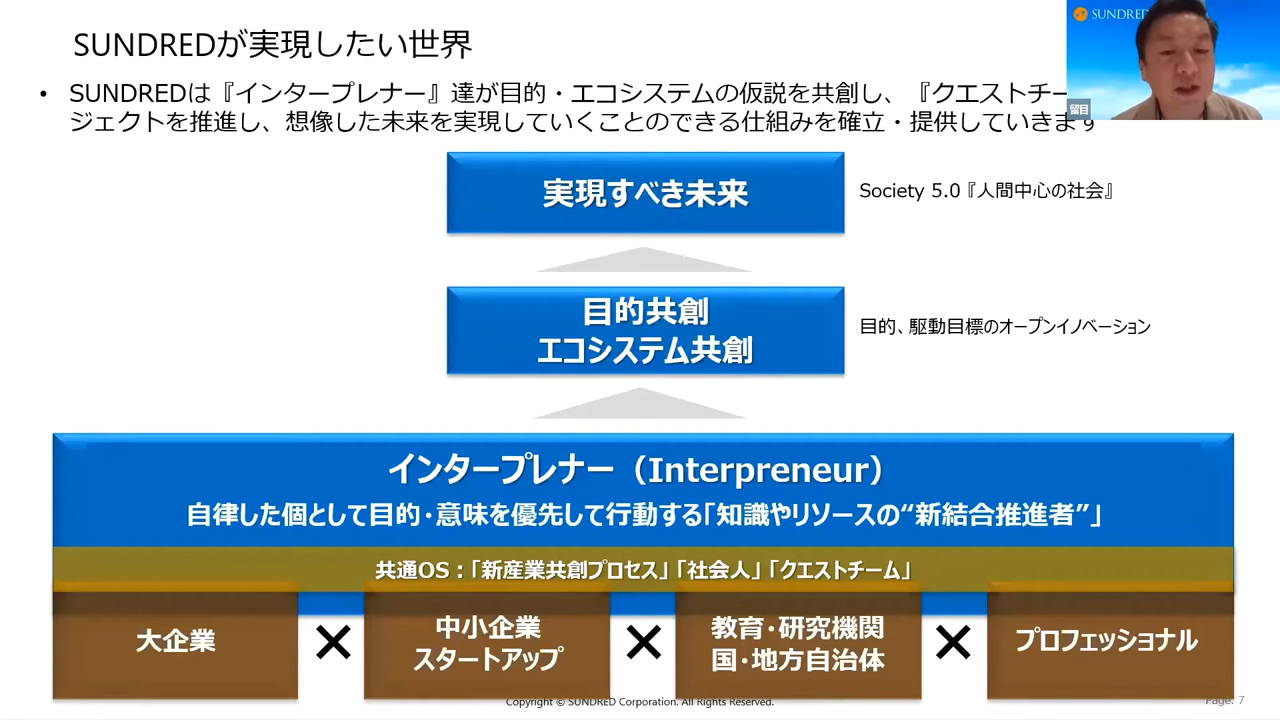 SUNDREDが実現したい世界
SUNDRED
• SUNDREDは『インタープレナー』達が目的・エコシステムの仮説を共創し、『クエストチー
留目
ジェクトを推進し、想像した未来を実現していくことのできる仕組みを確立・提供していきます
実現すべき未来
Society 5.0『人間中心の社会』
目的共創
エコシステム共創
目的、駆動目標のオープンイノベーション
インタープレナー（Interpreneur）
自律した個として目的・意味を優先して行動する「知識やリソースの“新結合推進者”」
共通OS：「新産業共創プロセス」「社会人」「クエストチーム」
大企業
×
中小企業
スタートアップ
×
教育・研究機関
国・地方自治体
×
プロフェッショナル
Copyright © SUNDRED Corporation. All Rights Reserved.
Page: 7